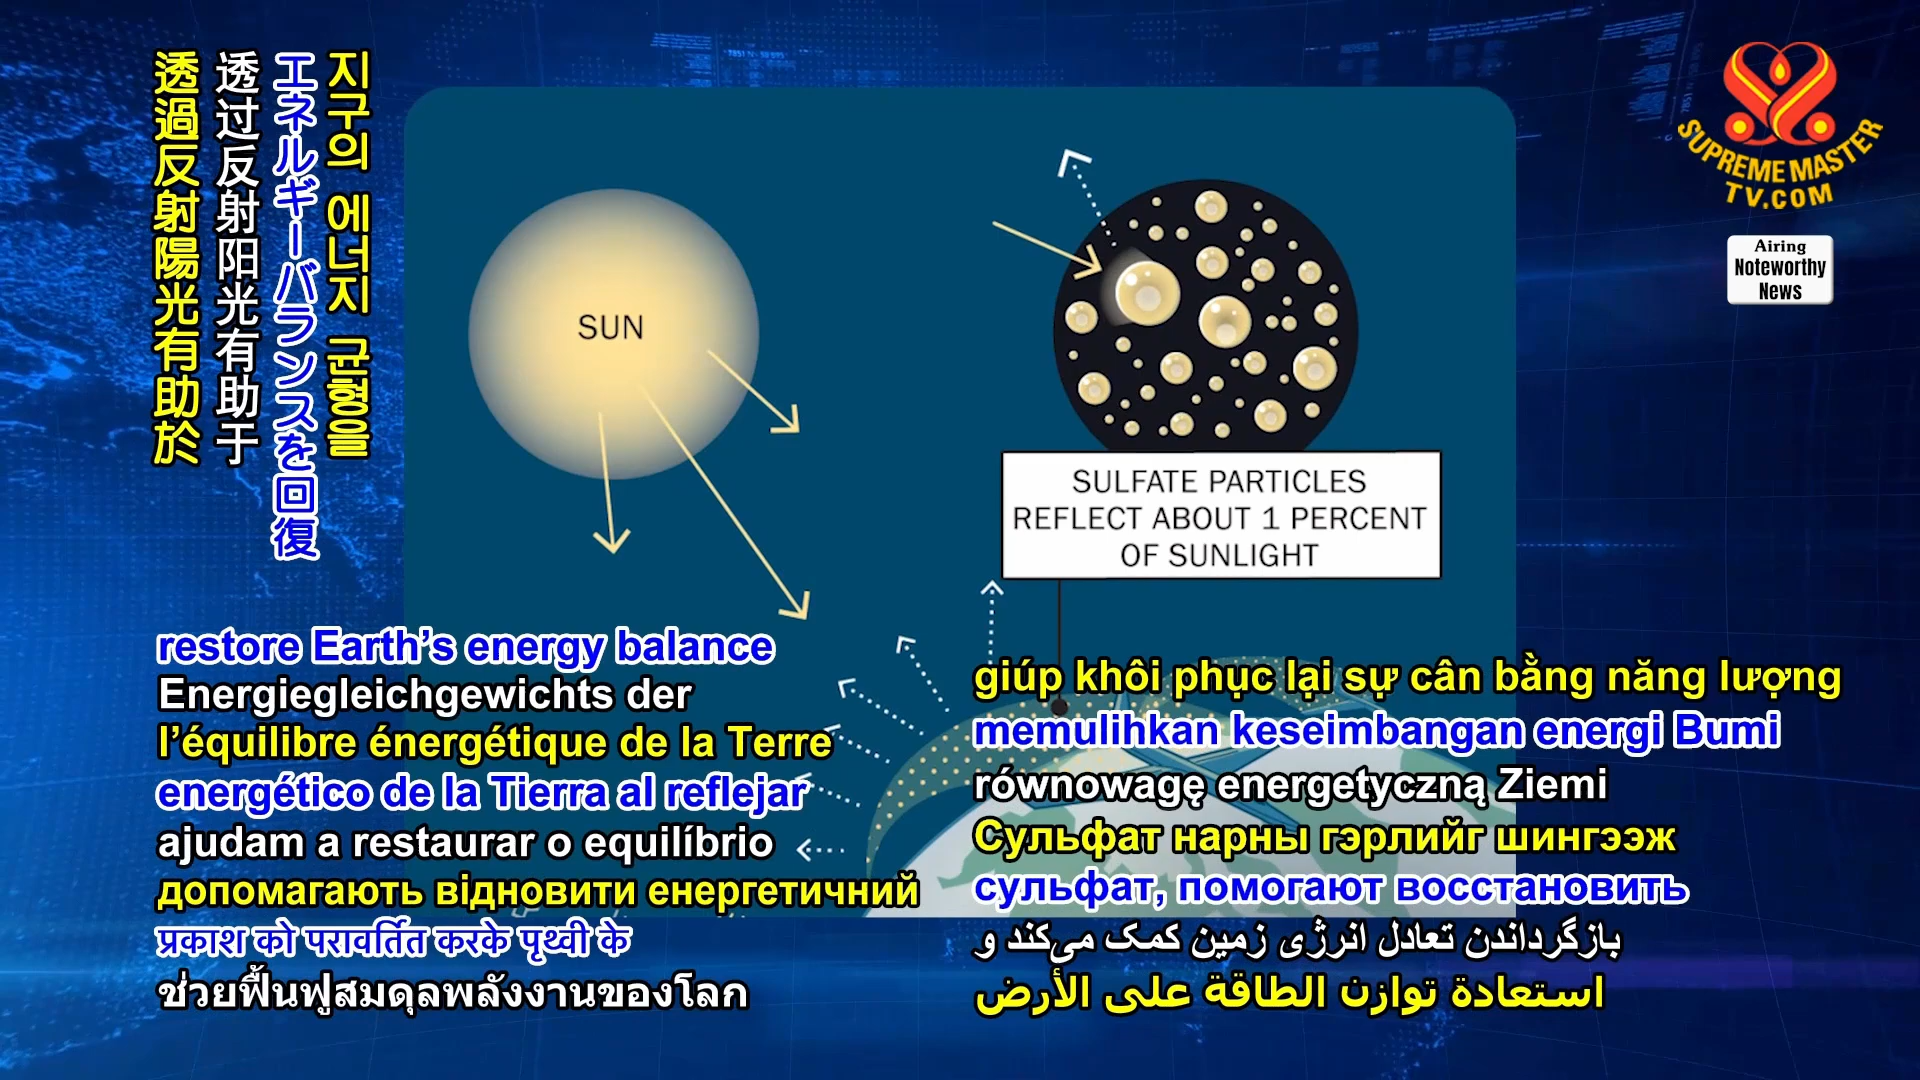 透過反射陽光有助於
透过反射阳光有助于
エネルギーバランスを回復
지구의 에너지 균형을
SUPREME MASTER
TV.COM
Airing
Noteworthy
News
SUN
SULFATE PARTICLES
REFLECT ABOUT 1 PERCENT
OF SUNLIGHT
restore Earth’s energy balance
Energiegleichgewichts der
l’équilibre énergétique de la Terre
energético de la Tierra al reflejar
ajudam a restaurar o equilíbrio
допомагають відновити енергетичний
प्रकाश को परावर्तित करके पृथ्वी के
ช่วยฟื้นฟูสมดุลพลังงานของโลก
giúp khôi phục lại sự cân bằng năng lượng
memulihkan keseimbangan energi Bumi
równowagę energetyczną Ziemi
Сульфат нарны гэрлийг шингээж
сульфат, помогают восстановить
بازگرداندن تعادل انرژی زمین کمک می‌کند و
استعادة توازن الطاقة على الأرض